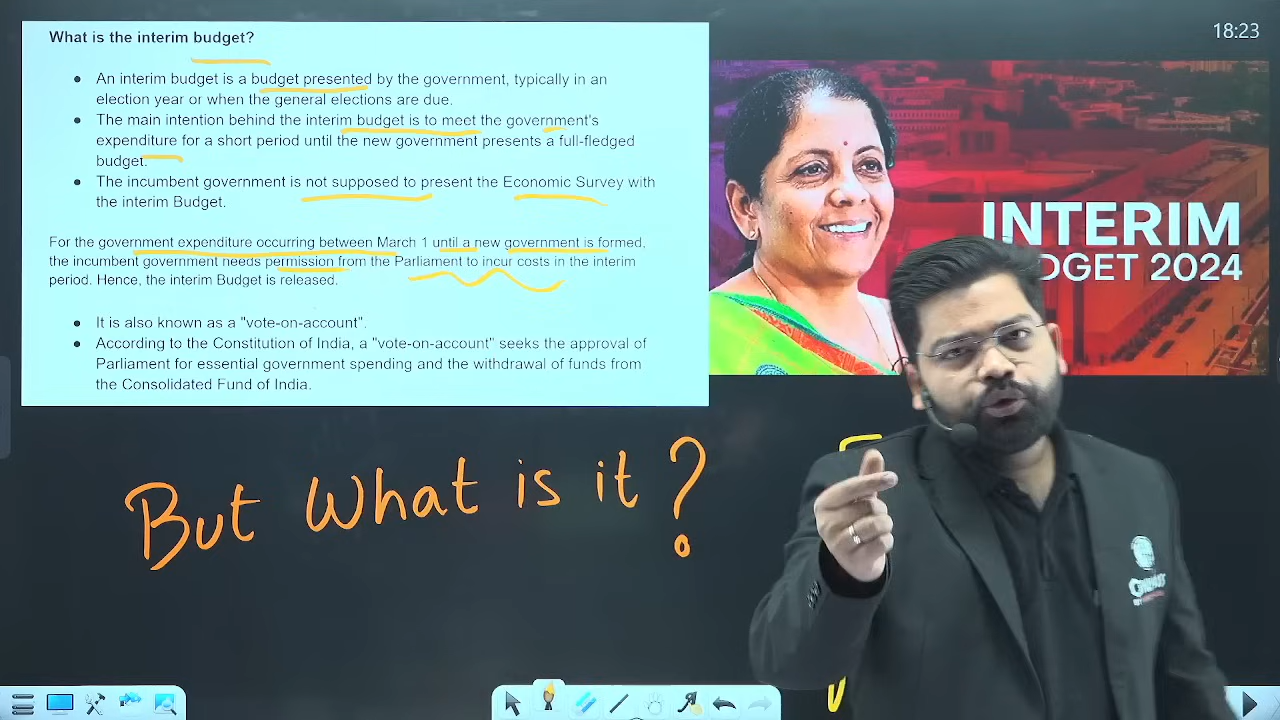 What is the interim budget?
18:23
An interim budget is a budget presented by the government, typically in an
election year or when the general elections are due.
The main intention behind the interim budget is to meet the government's
expenditure for a short period until the new government presents a full-fledged
budget.
The incumbent government is not supposed to present the Economic Survey with
the interim Budget.
For the government expenditure occurring between March 1 until a new government is formed,
the incumbent government needs permission from the Parliament to incur costs in the interim
period. Hence, the interim Budget is released.
It is also known as a "vote-on-account".
According to the Constitution of India, a "vote-on-account" seeks the approval of
Parliament for essential government spending and the withdrawal of funds from
the Consolidated Fund of India.
INTERIM
DGET 2024
But What is it ?